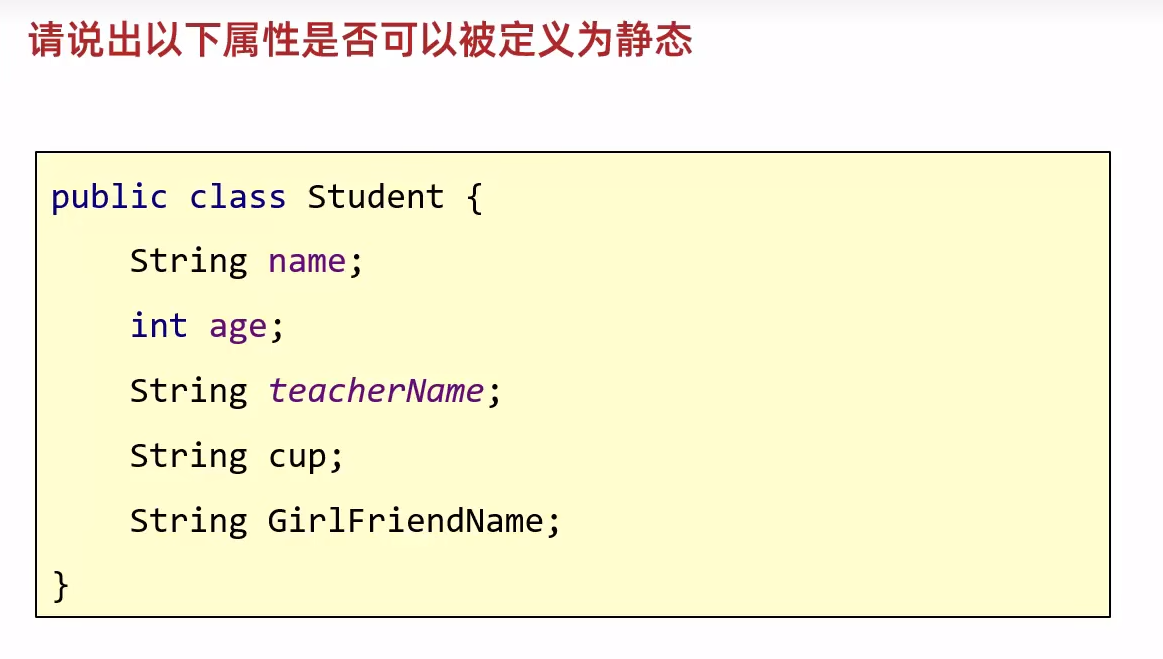 请说出以下属性是否可以被定义为静态
public class Student {
    String name;
    int age;
    String teacherName;
    String cup;
    String GirlFriendName;
}